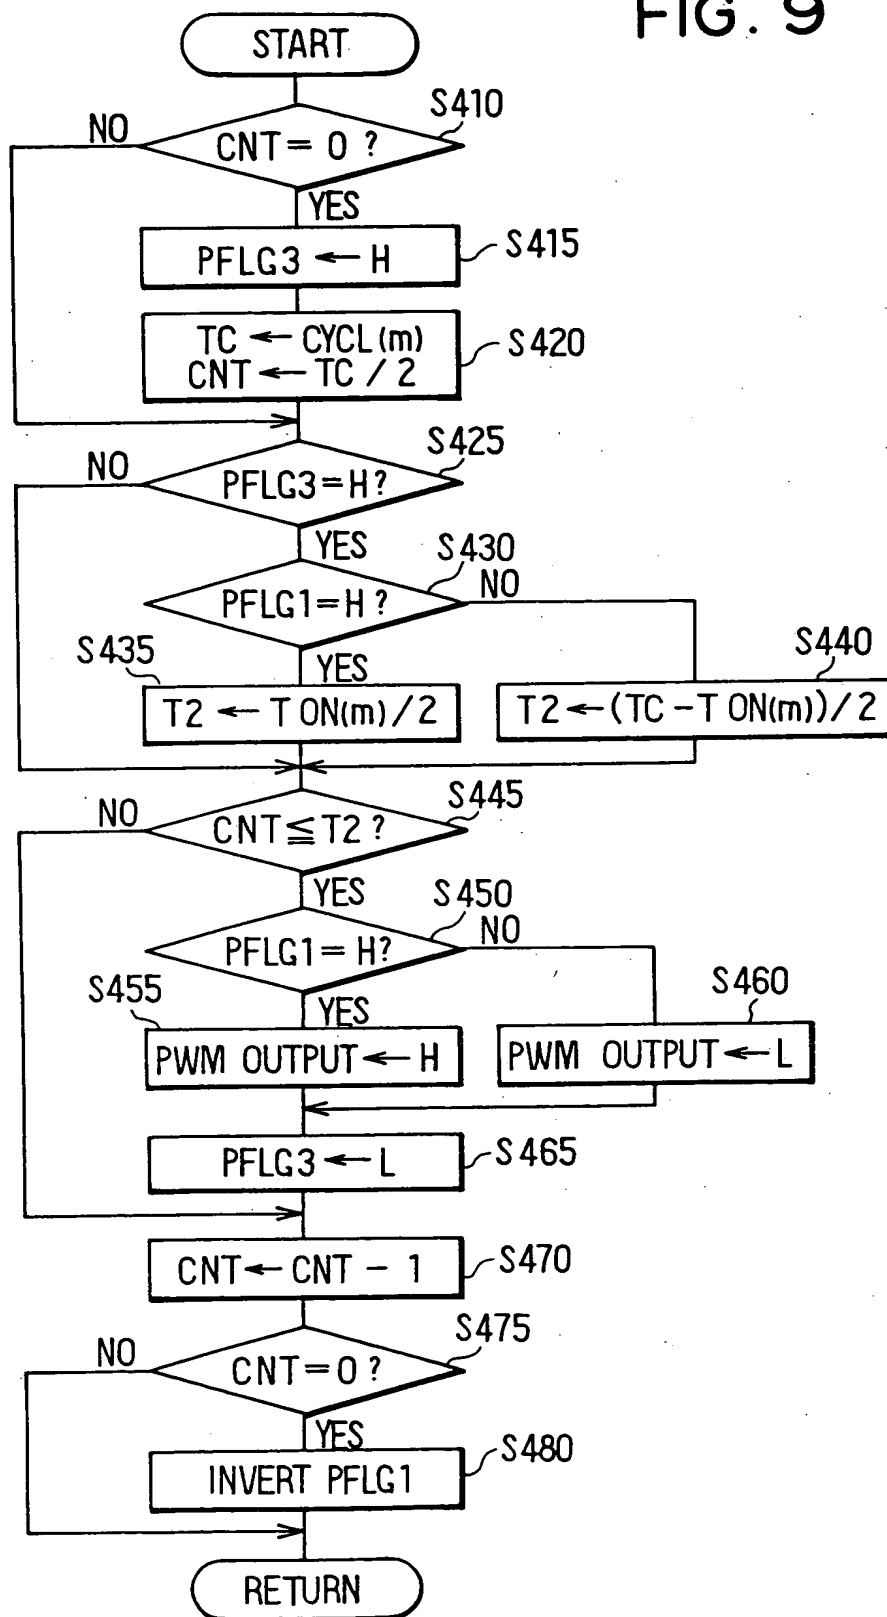 FIG. 9
START
S410
NO
CNT = 0 ?
YES
PFLG3 ← H
S415
TC ← CYCL(m)
CNT ← TC / 2
S420
S425
NO
PFLG3 = H?
YES
S430
PFLG1 = H?
NO
S435
YES
S440
T2 ← T ON(m)/2
T2 ← (TC - T ON(m))/2
S445
NO
CNT ≦ T2 ?
YES
S450
PFLG1 = H?
NO
S455
YES
S460
PWM OUTPUT ← H
PWM OUTPUT ← L
PFLG3 ← L
S465
CNT ← CNT - 1
S470
S475
NO
CNT = 0 ?
YES
S480
INVERT PFLG1
RETURN